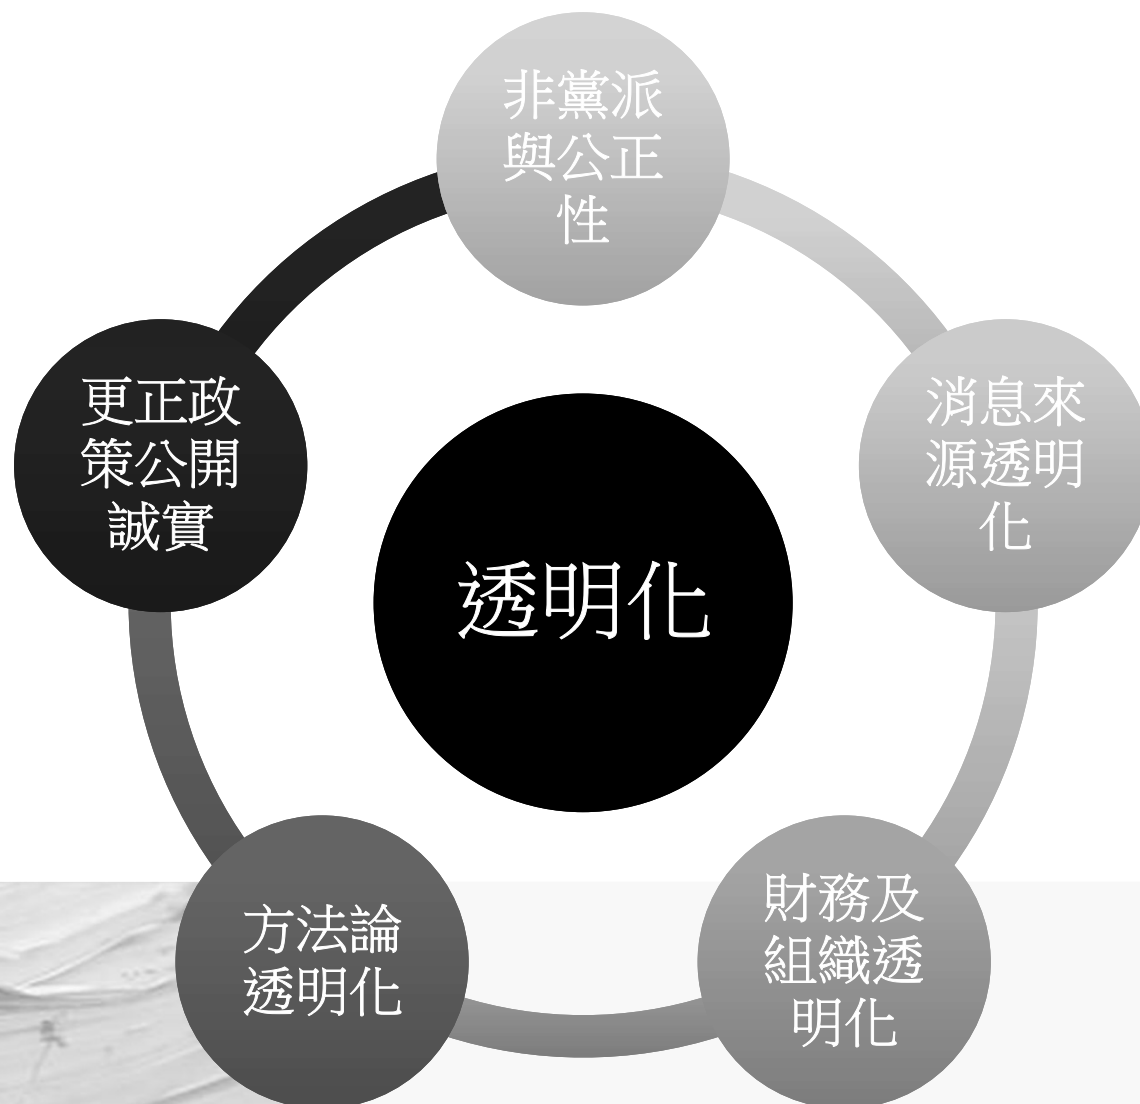 非黨派
與公正
性
消息來
源透明
化
財務及
組織透
明化
方法論
透明化
更正政
策公開
誠實
透明化